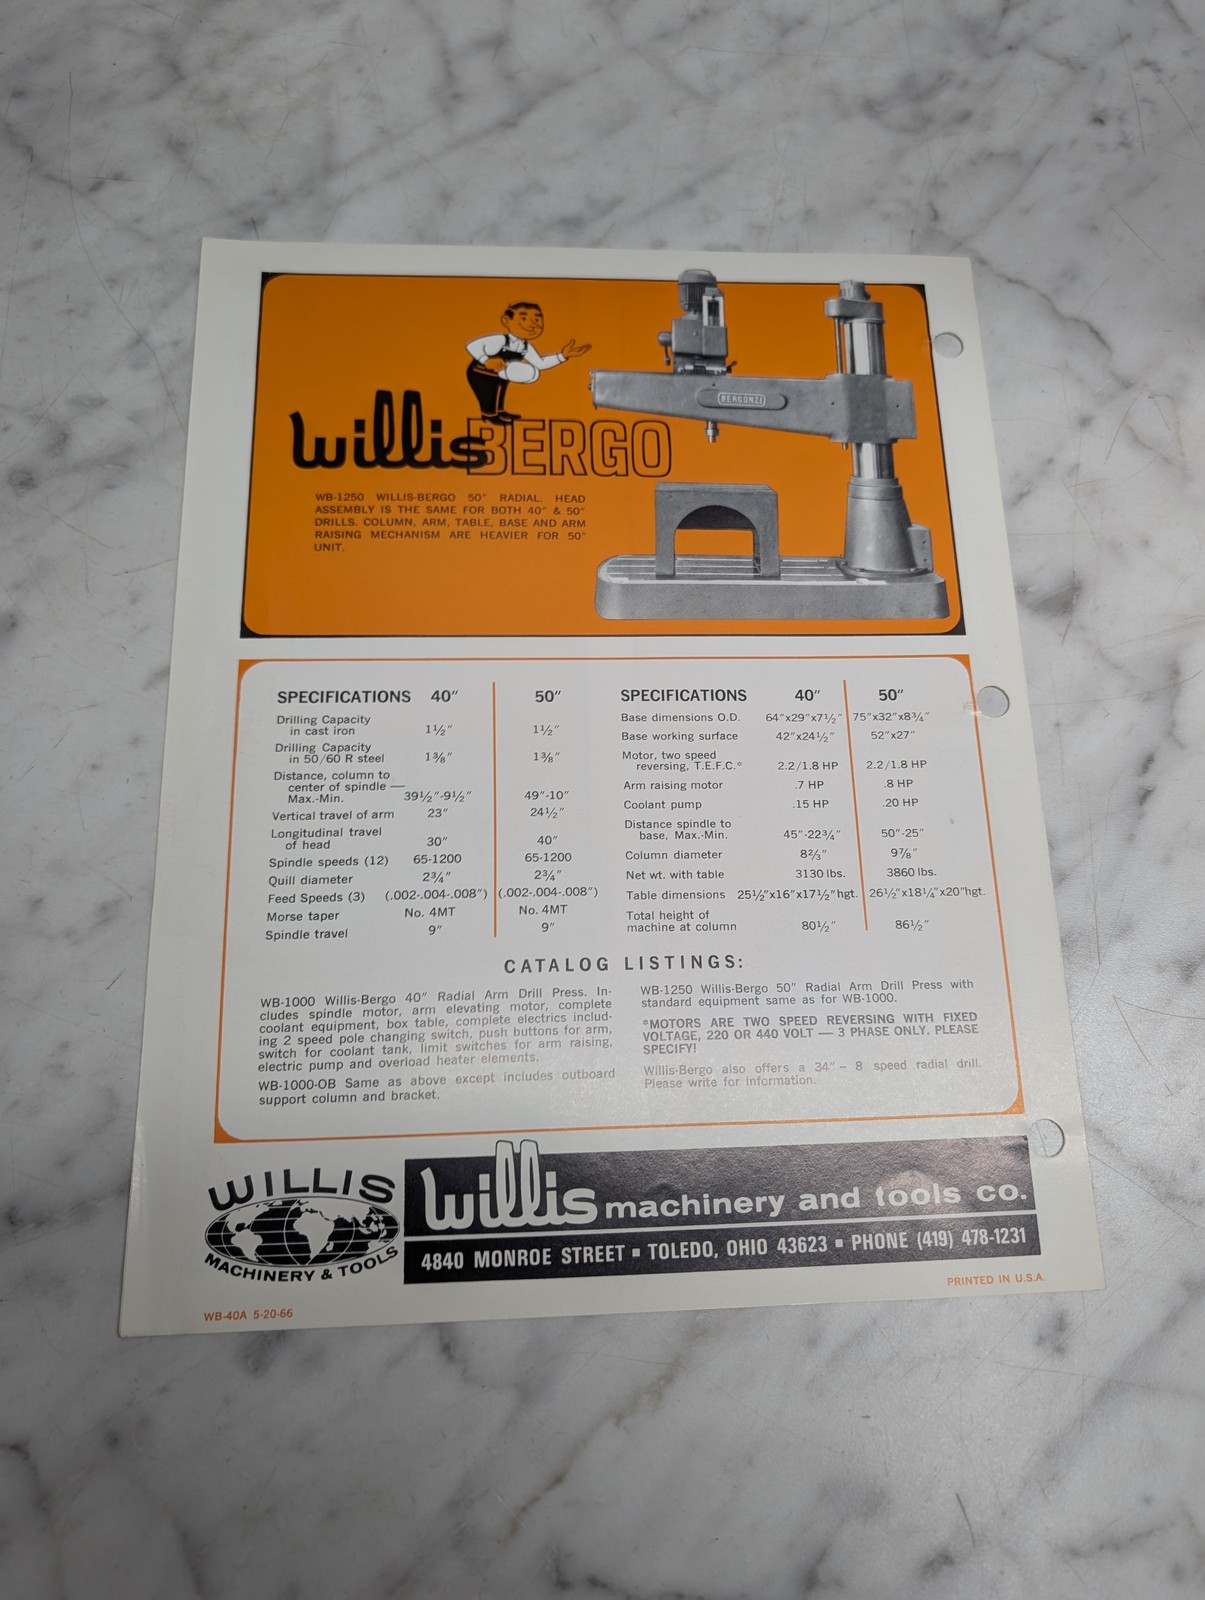 BERGONZI
willis BERGO
WB-1250 WILLIS-BERGO 50" RADIAL. HEAD
ASSEMBLY IS THE SAME FOR BOTH 40" & 50"
DRILLS. COLUMN, ARM, TABLE, BASE AND ARM
RAISING MECHANISM ARE HEAVIER FOR 50"
UNIT.
SPECIFICATIONS 40" 50"
Drilling Capacity
in cast iron 1½" 1½"
Drilling Capacity
in 50/60 R steel 1⅜" 1⅜"
Distance, column to
center of spindle —
Max.-Min. 39½"-9½" 49"-10"
Vertical travel of arm 23" 24½"
Longitudinal travel
of head 30" 40"
Spindle speeds (12) 65-1200 65-1200
Quill diameter 2¾" 2¾"
Feed Speeds (3) (.002-.004-.008") (.002-.004-.008")
Morse taper No. 4MT No. 4MT
Spindle travel 9" 9"
SPECIFICATIONS 40" 50"
Base dimensions O.D. 64"x29"x7½" 75"x32"x8¾"
Base working surface 42"x24½" 52"x27"
Motor, two speed
reversing, T.E.F.C.* 2.2/1.8 HP 2.2/1.8 HP
Arm raising motor .7 HP .8 HP
Coolant pump .15 HP .20 HP
Distance spindle to
base, Max.-Min. 45"-22¾" 50"-25"
Column diameter 8⅔" 9⅞"
Net wt. with table 3130 lbs. 3860 lbs.
Table dimensions 25½"x16"x17½"hgt. 26½"x18¼"x20"hgt.
Total height of
machine at column 80½" 86½"
CATALOG LISTINGS:
WB-1000 Willis-Bergo 40" Radial Arm Drill Press. In-
cludes spindle motor, arm elevating motor, complete
coolant equipment, box table, complete electrics includ-
ing 2 speed pole changing switch, push buttons for arm,
switch for coolant tank, limit switches for arm raising,
electric pump and overload heater elements.
WB-1000-OB Same as above except includes outboard
support column and bracket.
WB-1250 Willis-Bergo 50" Radial Arm Drill Press with
standard equipment same as for WB-1000.
*MOTORS ARE TWO SPEED REVERSING WITH FIXED
VOLTAGE, 220 OR 440 VOLT — 3 PHASE ONLY. PLEASE
SPECIFY!
Willis-Bergo also offers a 34" – 8 speed radial drill.
Please write for information.
WILLIS
MACHINERY & TOOLS
willis machinery and tools co.
4840 MONROE STREET ▪ TOLEDO, OHIO 43623 ▪ PHONE (419) 478-1231
PRINTED IN U.S.A.
WB-40A 5-20-66